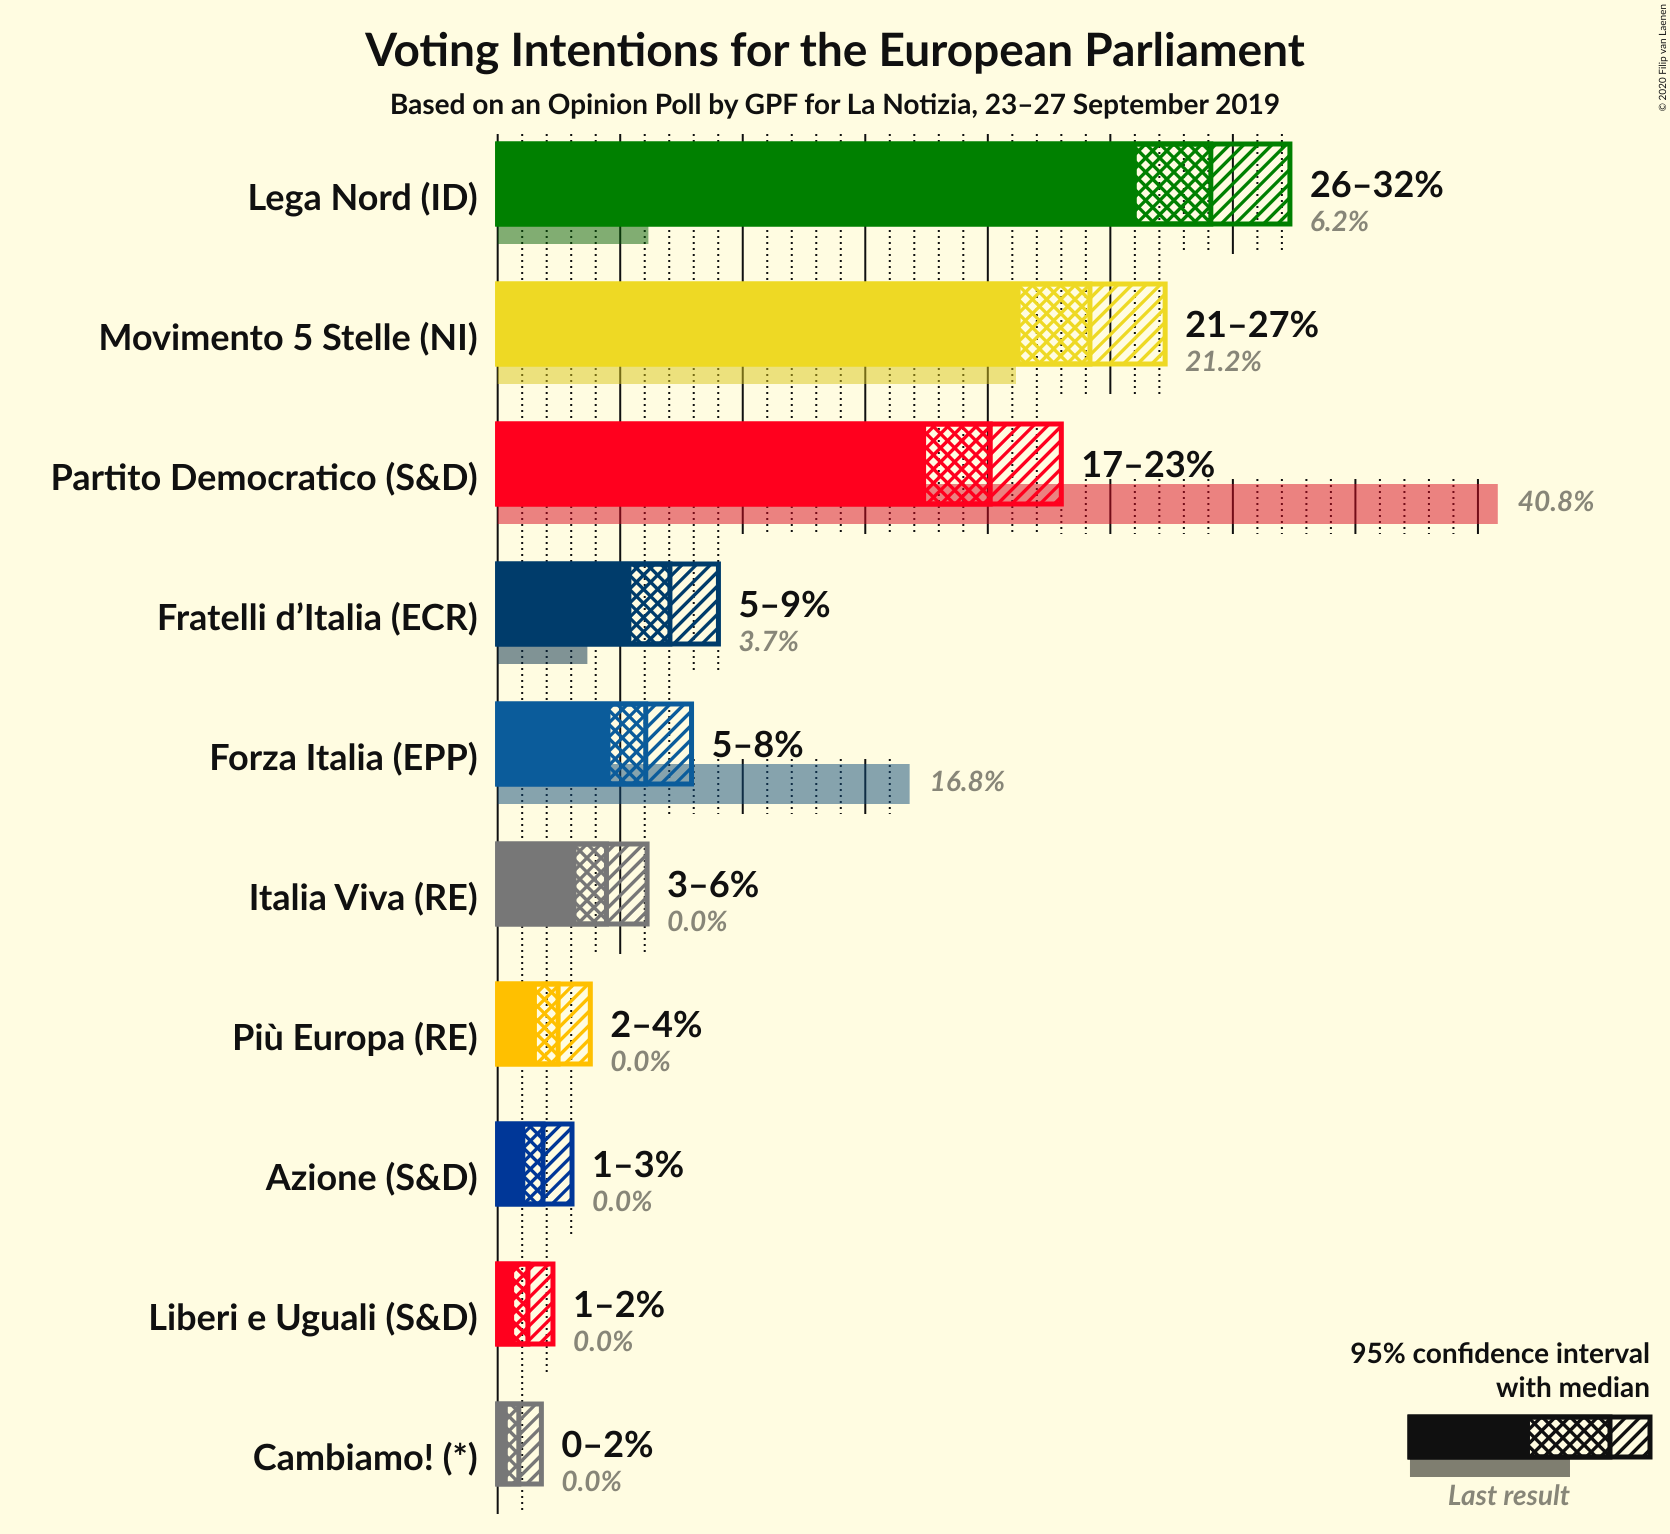 Voting Intentions for the European Parliament
Based on an Opinion Poll by GPF for La Notizia, 23–27 September 2019
© 2020 Filip van Laenen
Lega Nord (ID)
26–32%
6.2%
Movimento 5 Stelle (NI)
21–27%
21.2%
Partito Democratico (S&D)
17–23%
40.8%
Fratelli d’Italia (ECR)
5–9%
3.7%
Forza Italia (EPP)
5–8%
16.8%
Italia Viva (RE)
3–6%
0.0%
Più Europa (RE)
2–4%
0.0%
Azione (S&D)
1–3%
0.0%
Liberi e Uguali (S&D)
1–2%
0.0%
Cambiamo! (*)
0–2%
0.0%
95% confidence interval
with median
Last result